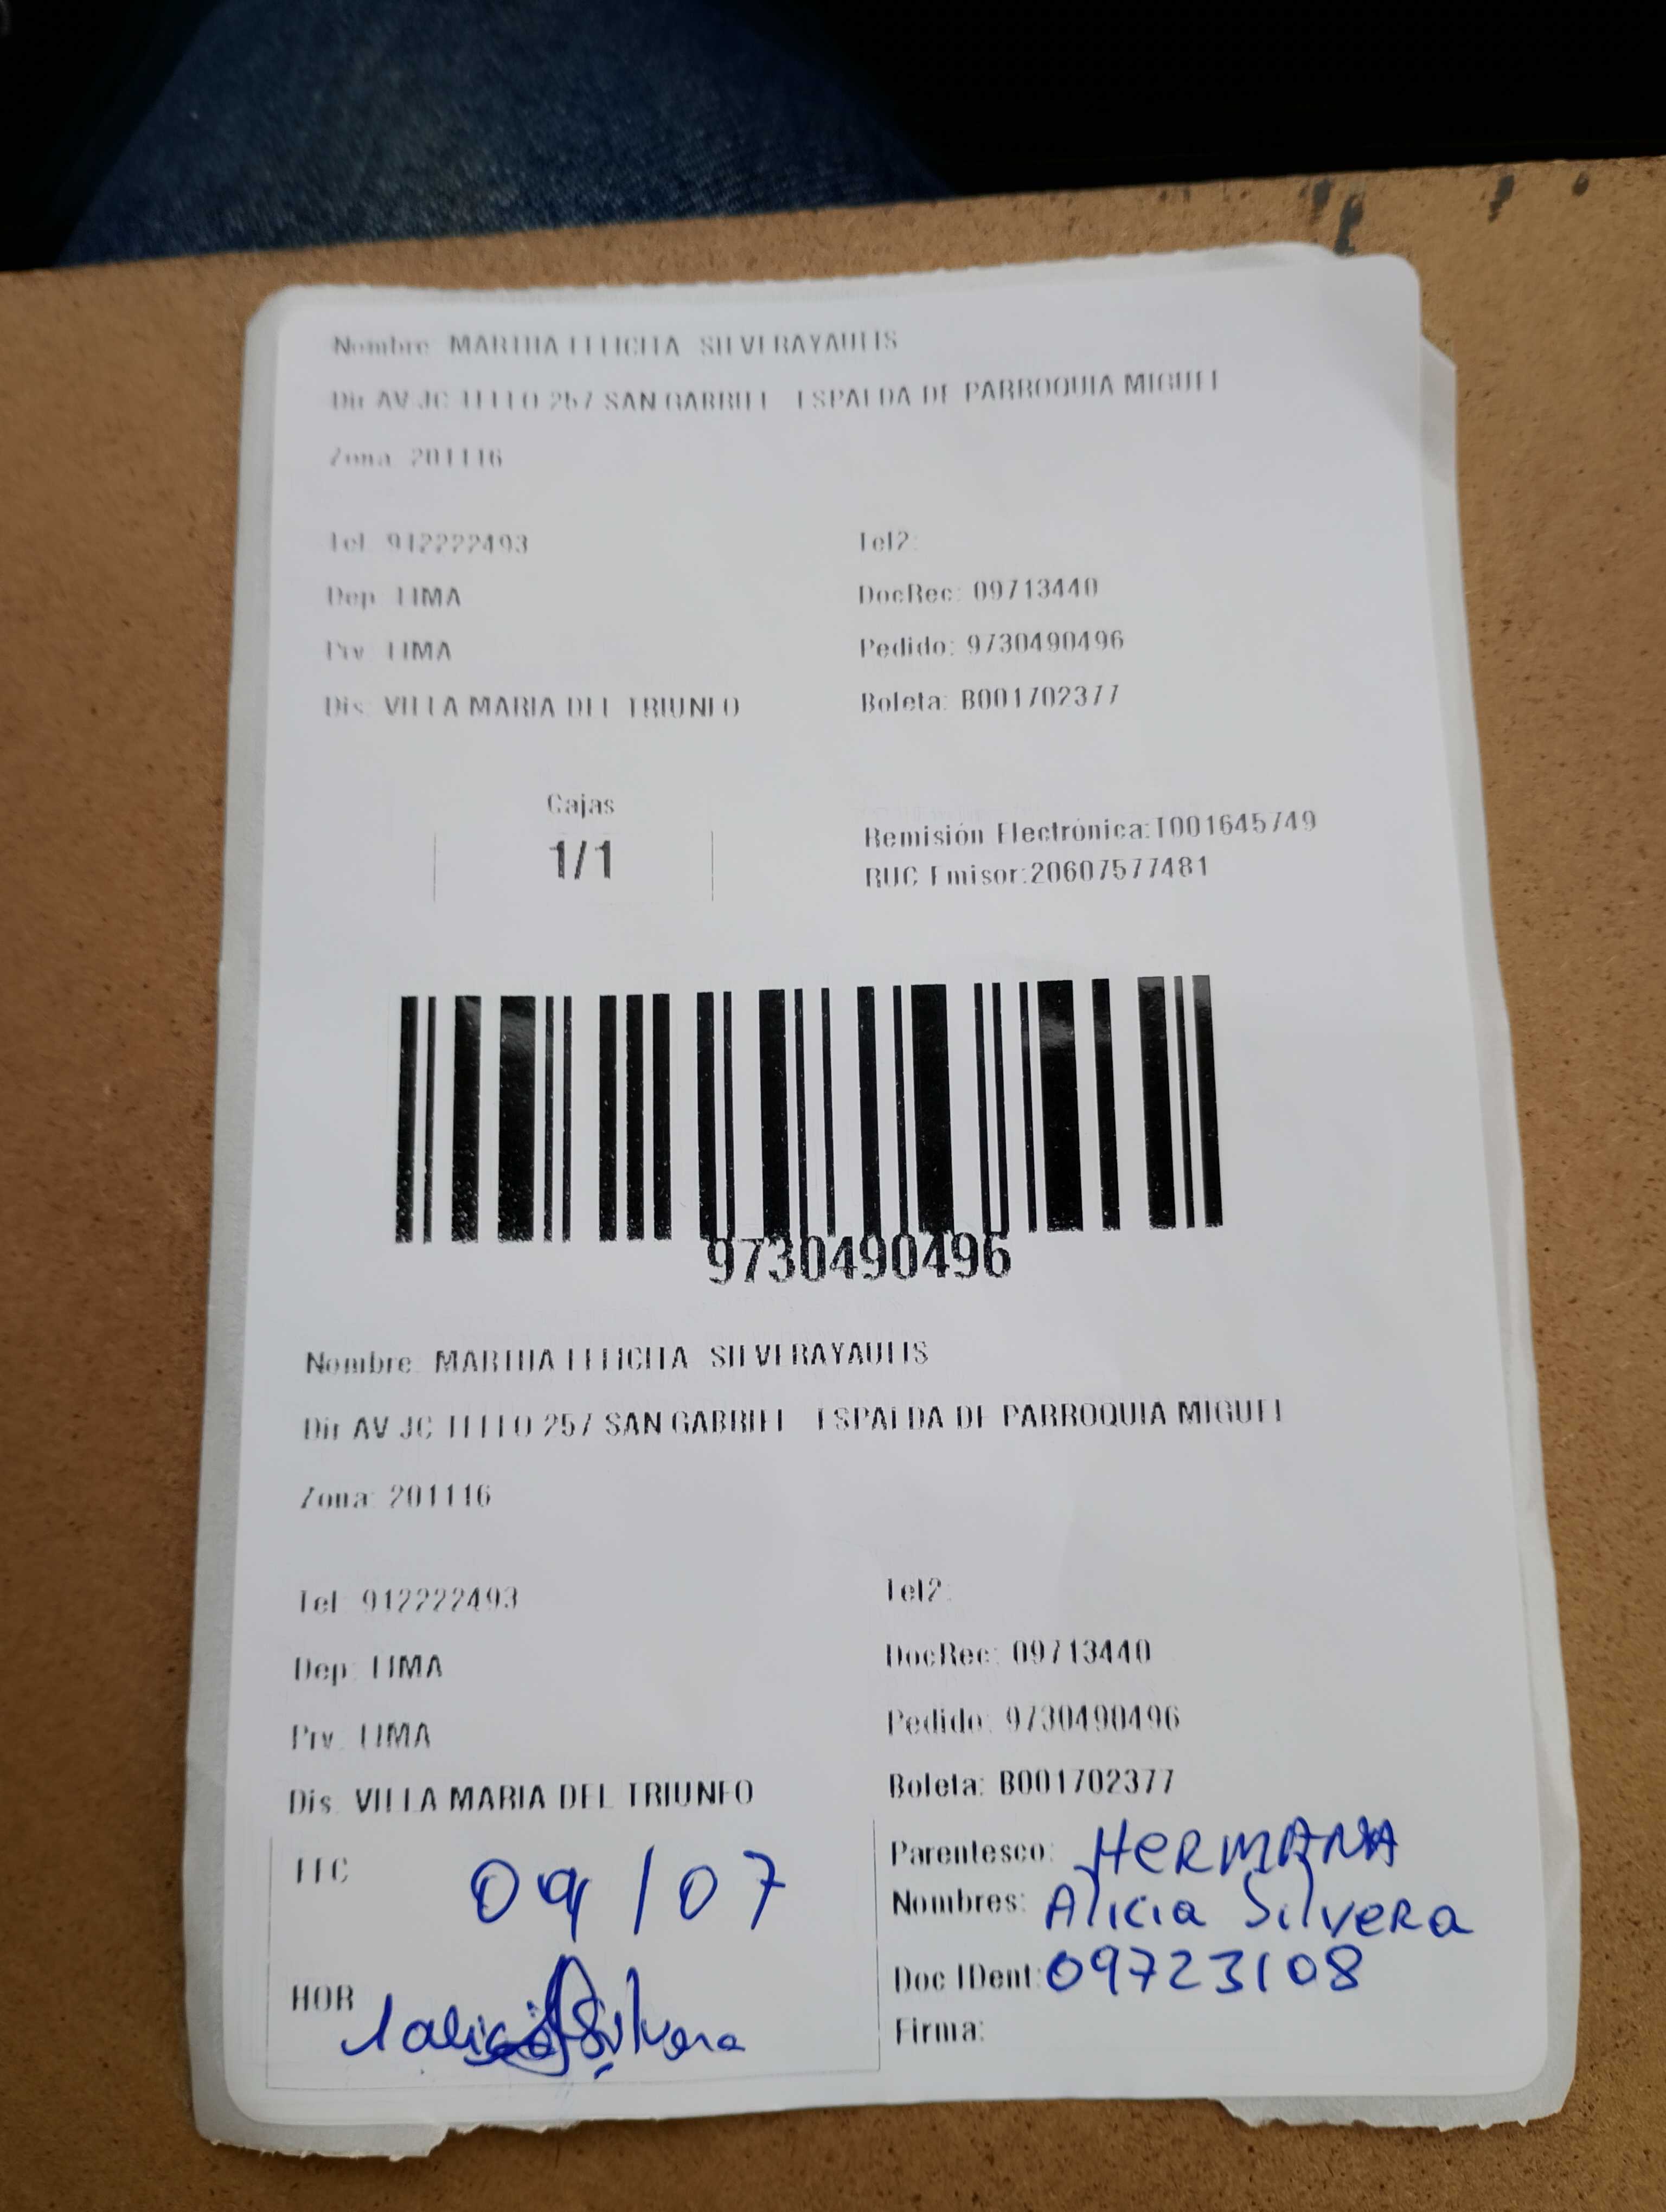 Nombre: MARTHA FELICITA SILVERAYAULIS
Dir AV JC TELLO 257 SAN GABRIEL ESPALDA DE PARROQUIA MIGUEL
Zona: 201116
Tel: 912222493 Tel2:
Dep: LIMA DocRec: 09713440
Prv: LIMA Pedido: 9730490496
Dis: VILLA MARIA DEL TRIUNFO Boleta: B001702377
Cajas
1/1
Remisión Electrónica:T001645749
RUC Emisor:20607577481
9730490496
Nombre: MARTHA FELICITA SILVERAYAULIS
Dir AV JC TELLO 257 SAN GABRIEL ESPALDA DE PARROQUIA MIGUEL
Zona: 201116
Tel: 912222493 Tel2:
Dep: LIMA DocRec: 09713440
Prv: LIMA Pedido: 9730490496
Dis: VILLA MARIA DEL TRIUNFO Boleta: B001702377
09/07
HOR
Silvera
Parentesco: HERMANA
Nombres: Alicia Silvera
Doc IDent: 09723108
Firma: